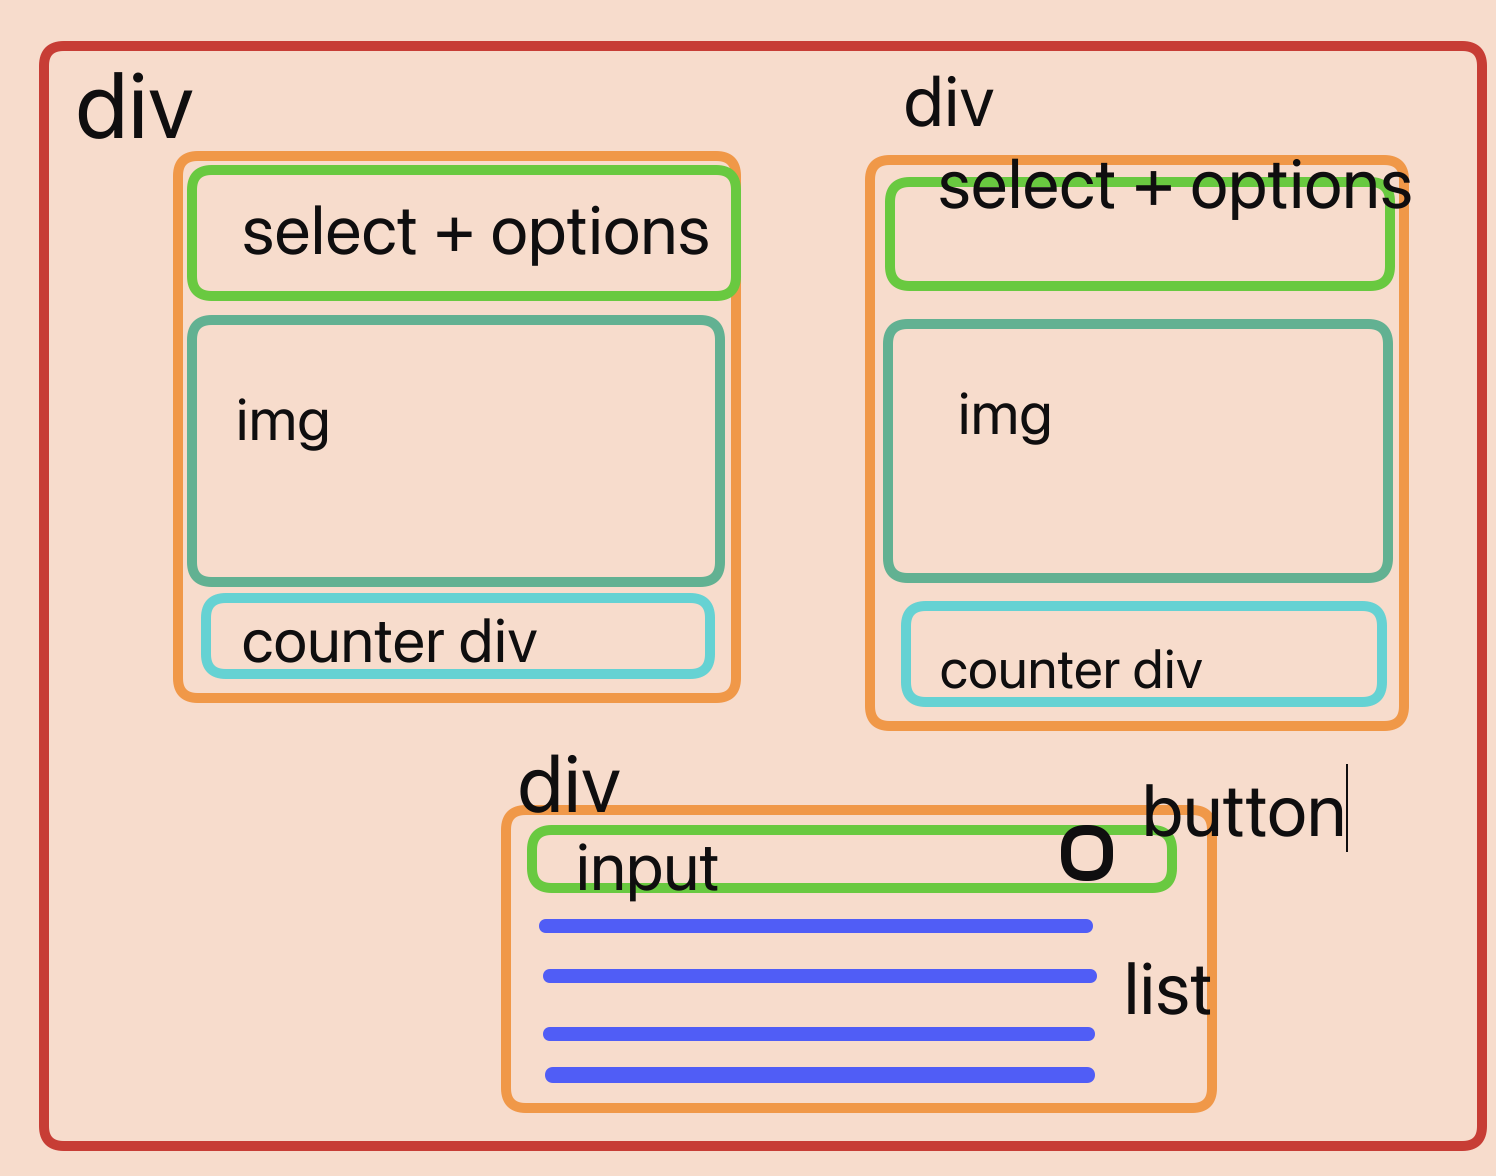 div
select + options
img
counter div
div
select + options
img
counter div
div
input
button
list